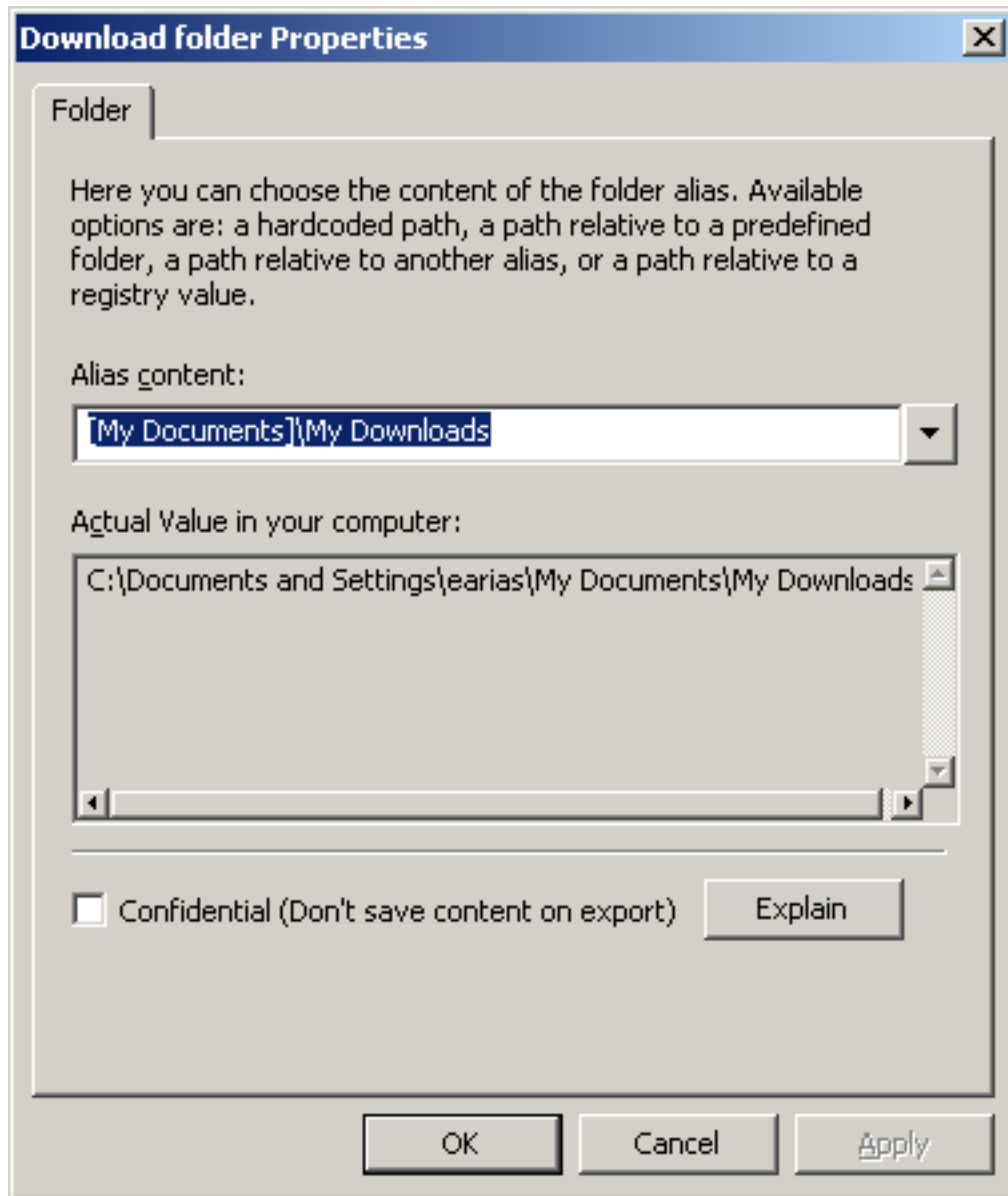 Download folder Properties
Folder
Here you can choose the content of the folder alias. Available
options are: a hardcoded path, a path relative to a predefined
folder, a path relative to another alias, or a path relative to a
registry value.
Alias content:
[My Documents]\My Downloads
Actual Value in your computer:
C:\Documents and Settings\earias\My Documents\My Downloads
Confidential (Don't save content on export)
Explain
OK
Cancel
Apply